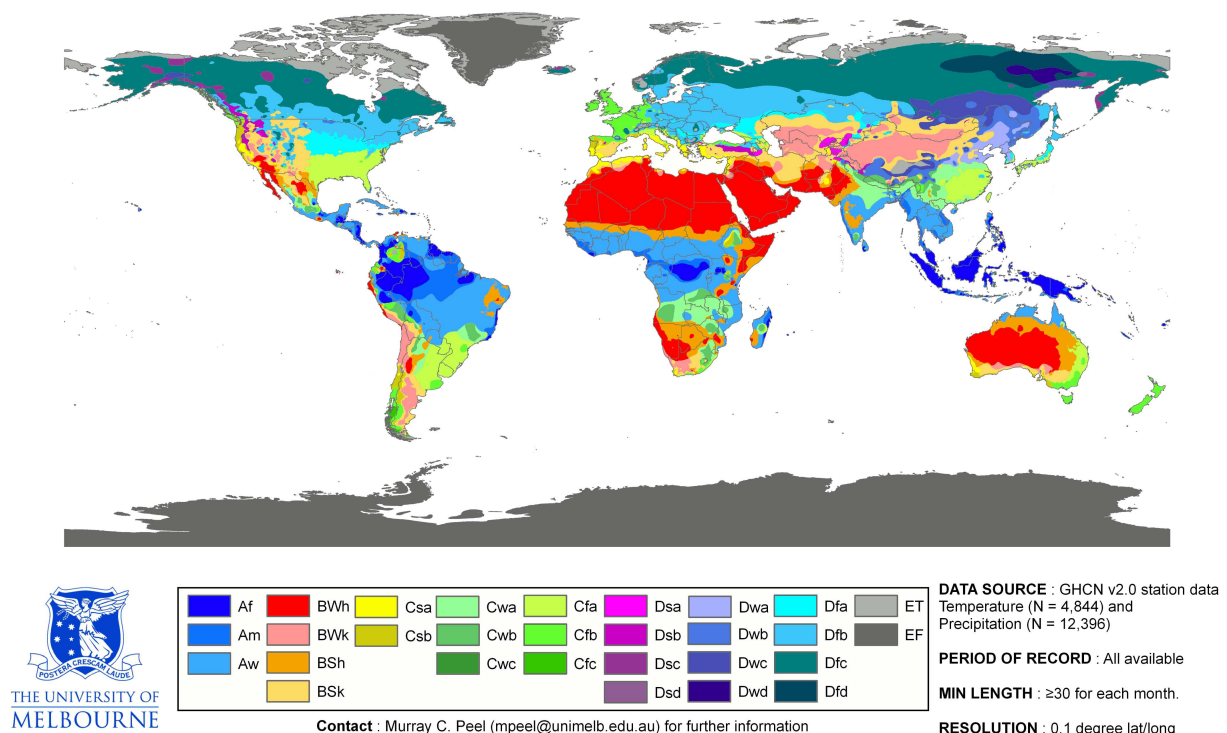 Af
Am
Aw
BWh
BWk
BSh
BSk
Csa
Csb
Cwa
Cwb
Cwc
Cfa
Cfb
Cfc
Dsa
Dsb
Dsc
Dsd
Dwa
Dwb
Dwc
Dwd
Dfa
Dfb
Dfc
Dfd
ET
EF
POSTERA CRESCAM LAUDE
THE UNIVERSITY OF
MELBOURNE
Contact : Murray C. Peel (mpeel@unimelb.edu.au) for further information
DATA SOURCE : GHCN v2.0 station data
Temperature (N = 4,844) and
Precipitation (N = 12,396)
PERIOD OF RECORD : All available
MIN LENGTH : ≥30 for each month.
RESOLUTION : 0.1 degree lat/long